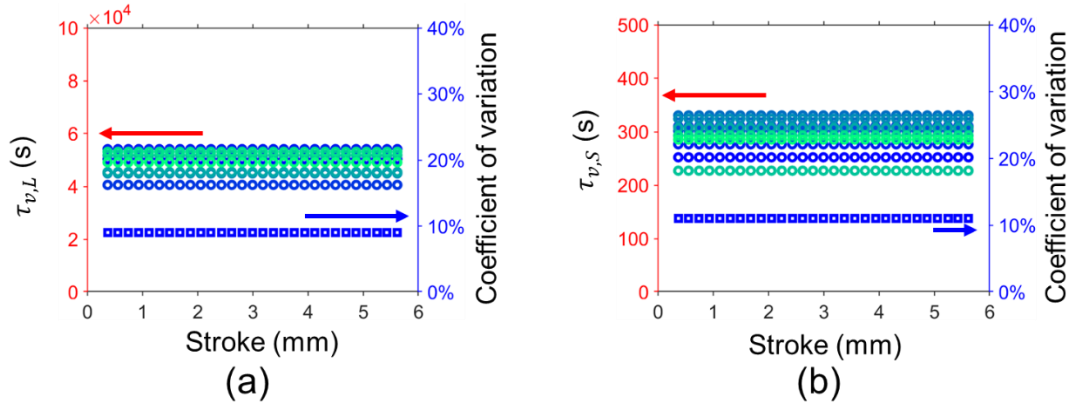 × 10⁴
10
8
6
4
2
0
τᵥ,L (s)
40%
30%
20%
10%
0%
Coefficient of variation
0 1 2 3 4 5 6
Stroke (mm)
(a)
500
400
300
200
100
0
τᵥ,S (s)
40%
30%
20%
10%
0%
Coefficient of variation
0 1 2 3 4 5 6
Stroke (mm)
(b)